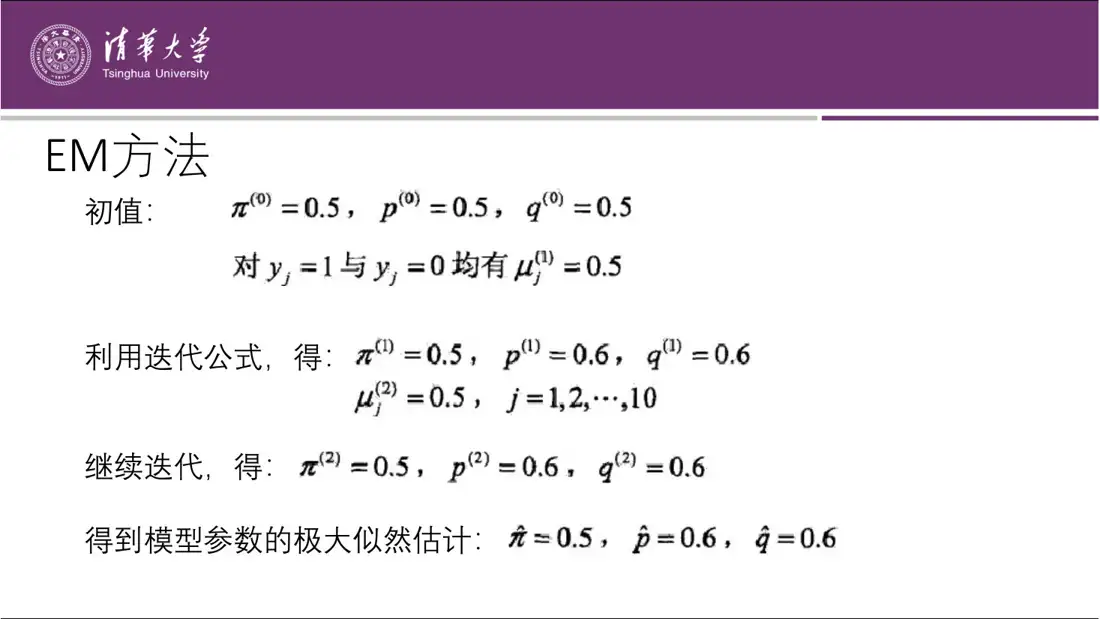 清华大学
Tsinghua University
EM方法
初值: π⁽⁰⁾ = 0.5, p⁽⁰⁾ = 0.5, q⁽⁰⁾ = 0.5
对 yⱼ = 1 与 yⱼ = 0 均有 μⱼ⁽¹⁾ = 0.5
利用迭代公式，得: π⁽¹⁾ = 0.5, p⁽¹⁾ = 0.6, q⁽¹⁾ = 0.6
μⱼ⁽²⁾ = 0.5, j = 1,2,⋯,10
继续迭代，得: π⁽²⁾ = 0.5, p⁽²⁾ = 0.6, q⁽²⁾ = 0.6
得到模型参数的极大似然估计: π̂ = 0.5, p̂ = 0.6, q̂ = 0.6